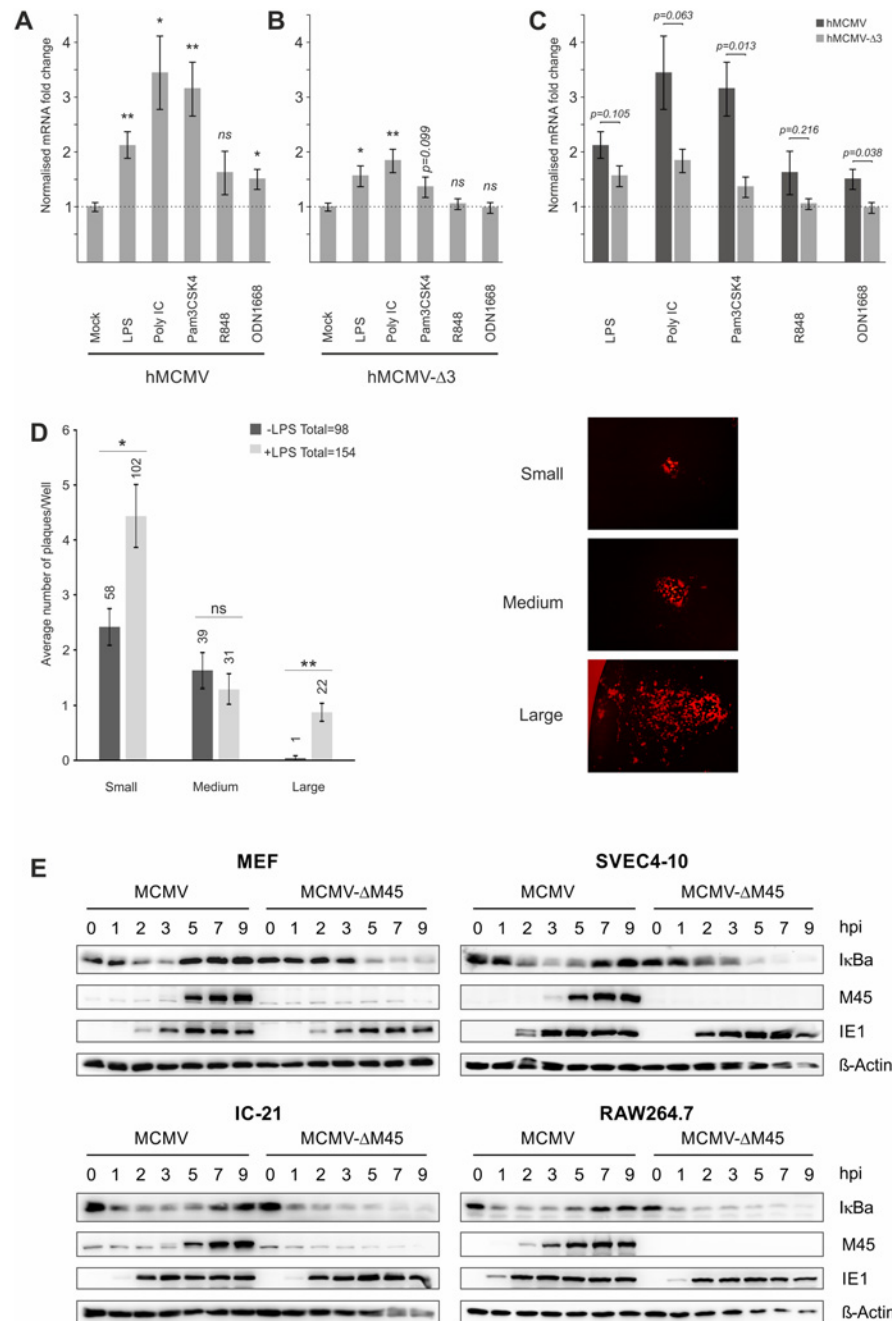 A
Normalised mRNA fold change
4
3
2
1
**
*
**
ns
*
Mock
LPS
Poly IC
Pam3CSK4
R848
ODN1668
hMCMV
B
*
**
p=0.099
ns
ns
Mock
LPS
Poly IC
Pam3CSK4
R848
ODN1668
hMCMV-Δ3
C
hMCMV
hMCMV-Δ3
Normalised mRNA fold change
4
3
2
1
p=0.105
p=0.063
p=0.013
p=0.216
p=0.038
LPS
Poly IC
Pam3CSK4
R848
ODN1668
D
-LPS Total=98
+LPS Total=154
Average number of plaques/Well
6
5
4
3
2
1
0
*
58
102
ns
39
31
**
1
22
Small
Medium
Large
Small
Medium
Large
E
MEF
MCMV MCMV-ΔM45
0 1 2 3 5 7 9 0 1 2 3 5 7 9
SVEC4-10
MCMV MCMV-ΔM45
0 1 2 3 5 7 9 0 1 2 3 5 7 9 hpi
IκBa
M45
IE1
ß-Actin
IC-21
MCMV MCMV-ΔM45
0 1 2 3 5 7 9 0 1 2 3 5 7 9
RAW264.7
MCMV MCMV-ΔM45
0 1 2 3 5 7 9 0 1 2 3 5 7 9 hpi
IκBa
M45
IE1
ß-Actin